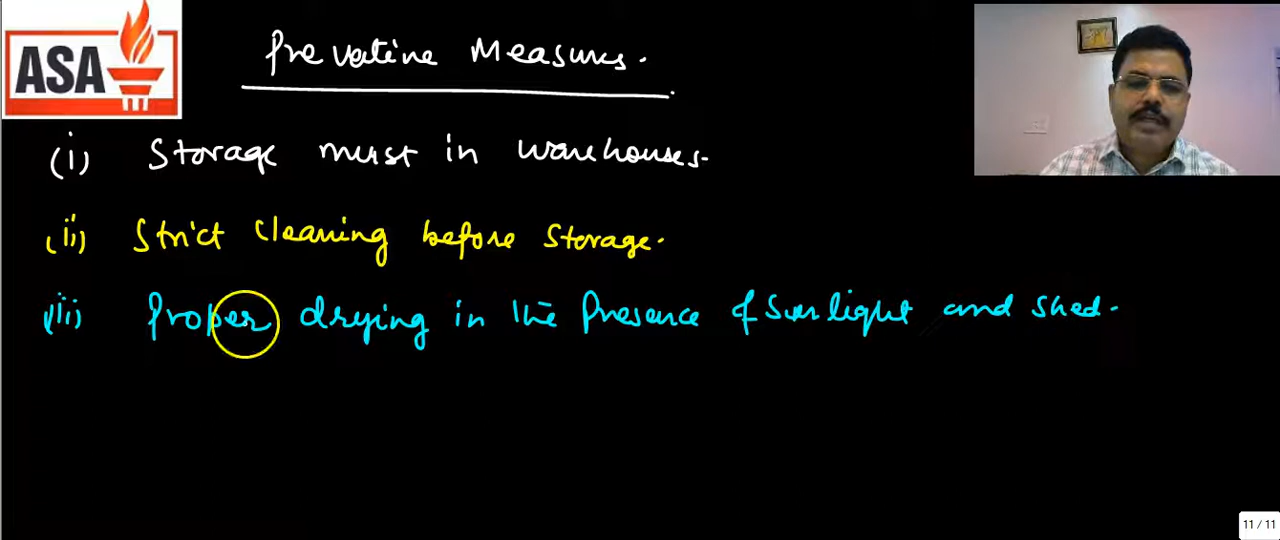 ASA
Prevetine Measures.
(i) Storage must in warehouses.
(ii) Strict cleaning before storage.
(iii) Proper drying in the Presence of Sunlight and Shed.
11 / 11